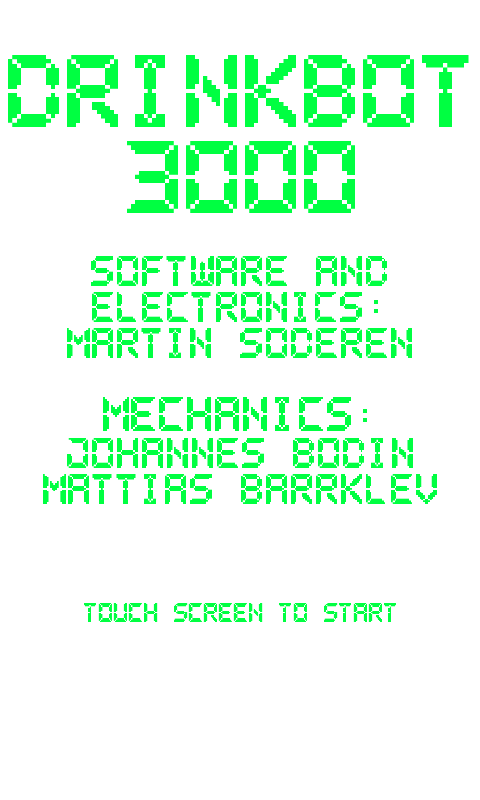 DRINKBOT
3000
SOFTWARE AND
ELECTRONICS:
MARTIN SODEREN
MECHANICS:
JOHANNES BODIN
MATTIAS BARRKLEV
TOUCH SCREEN TO START